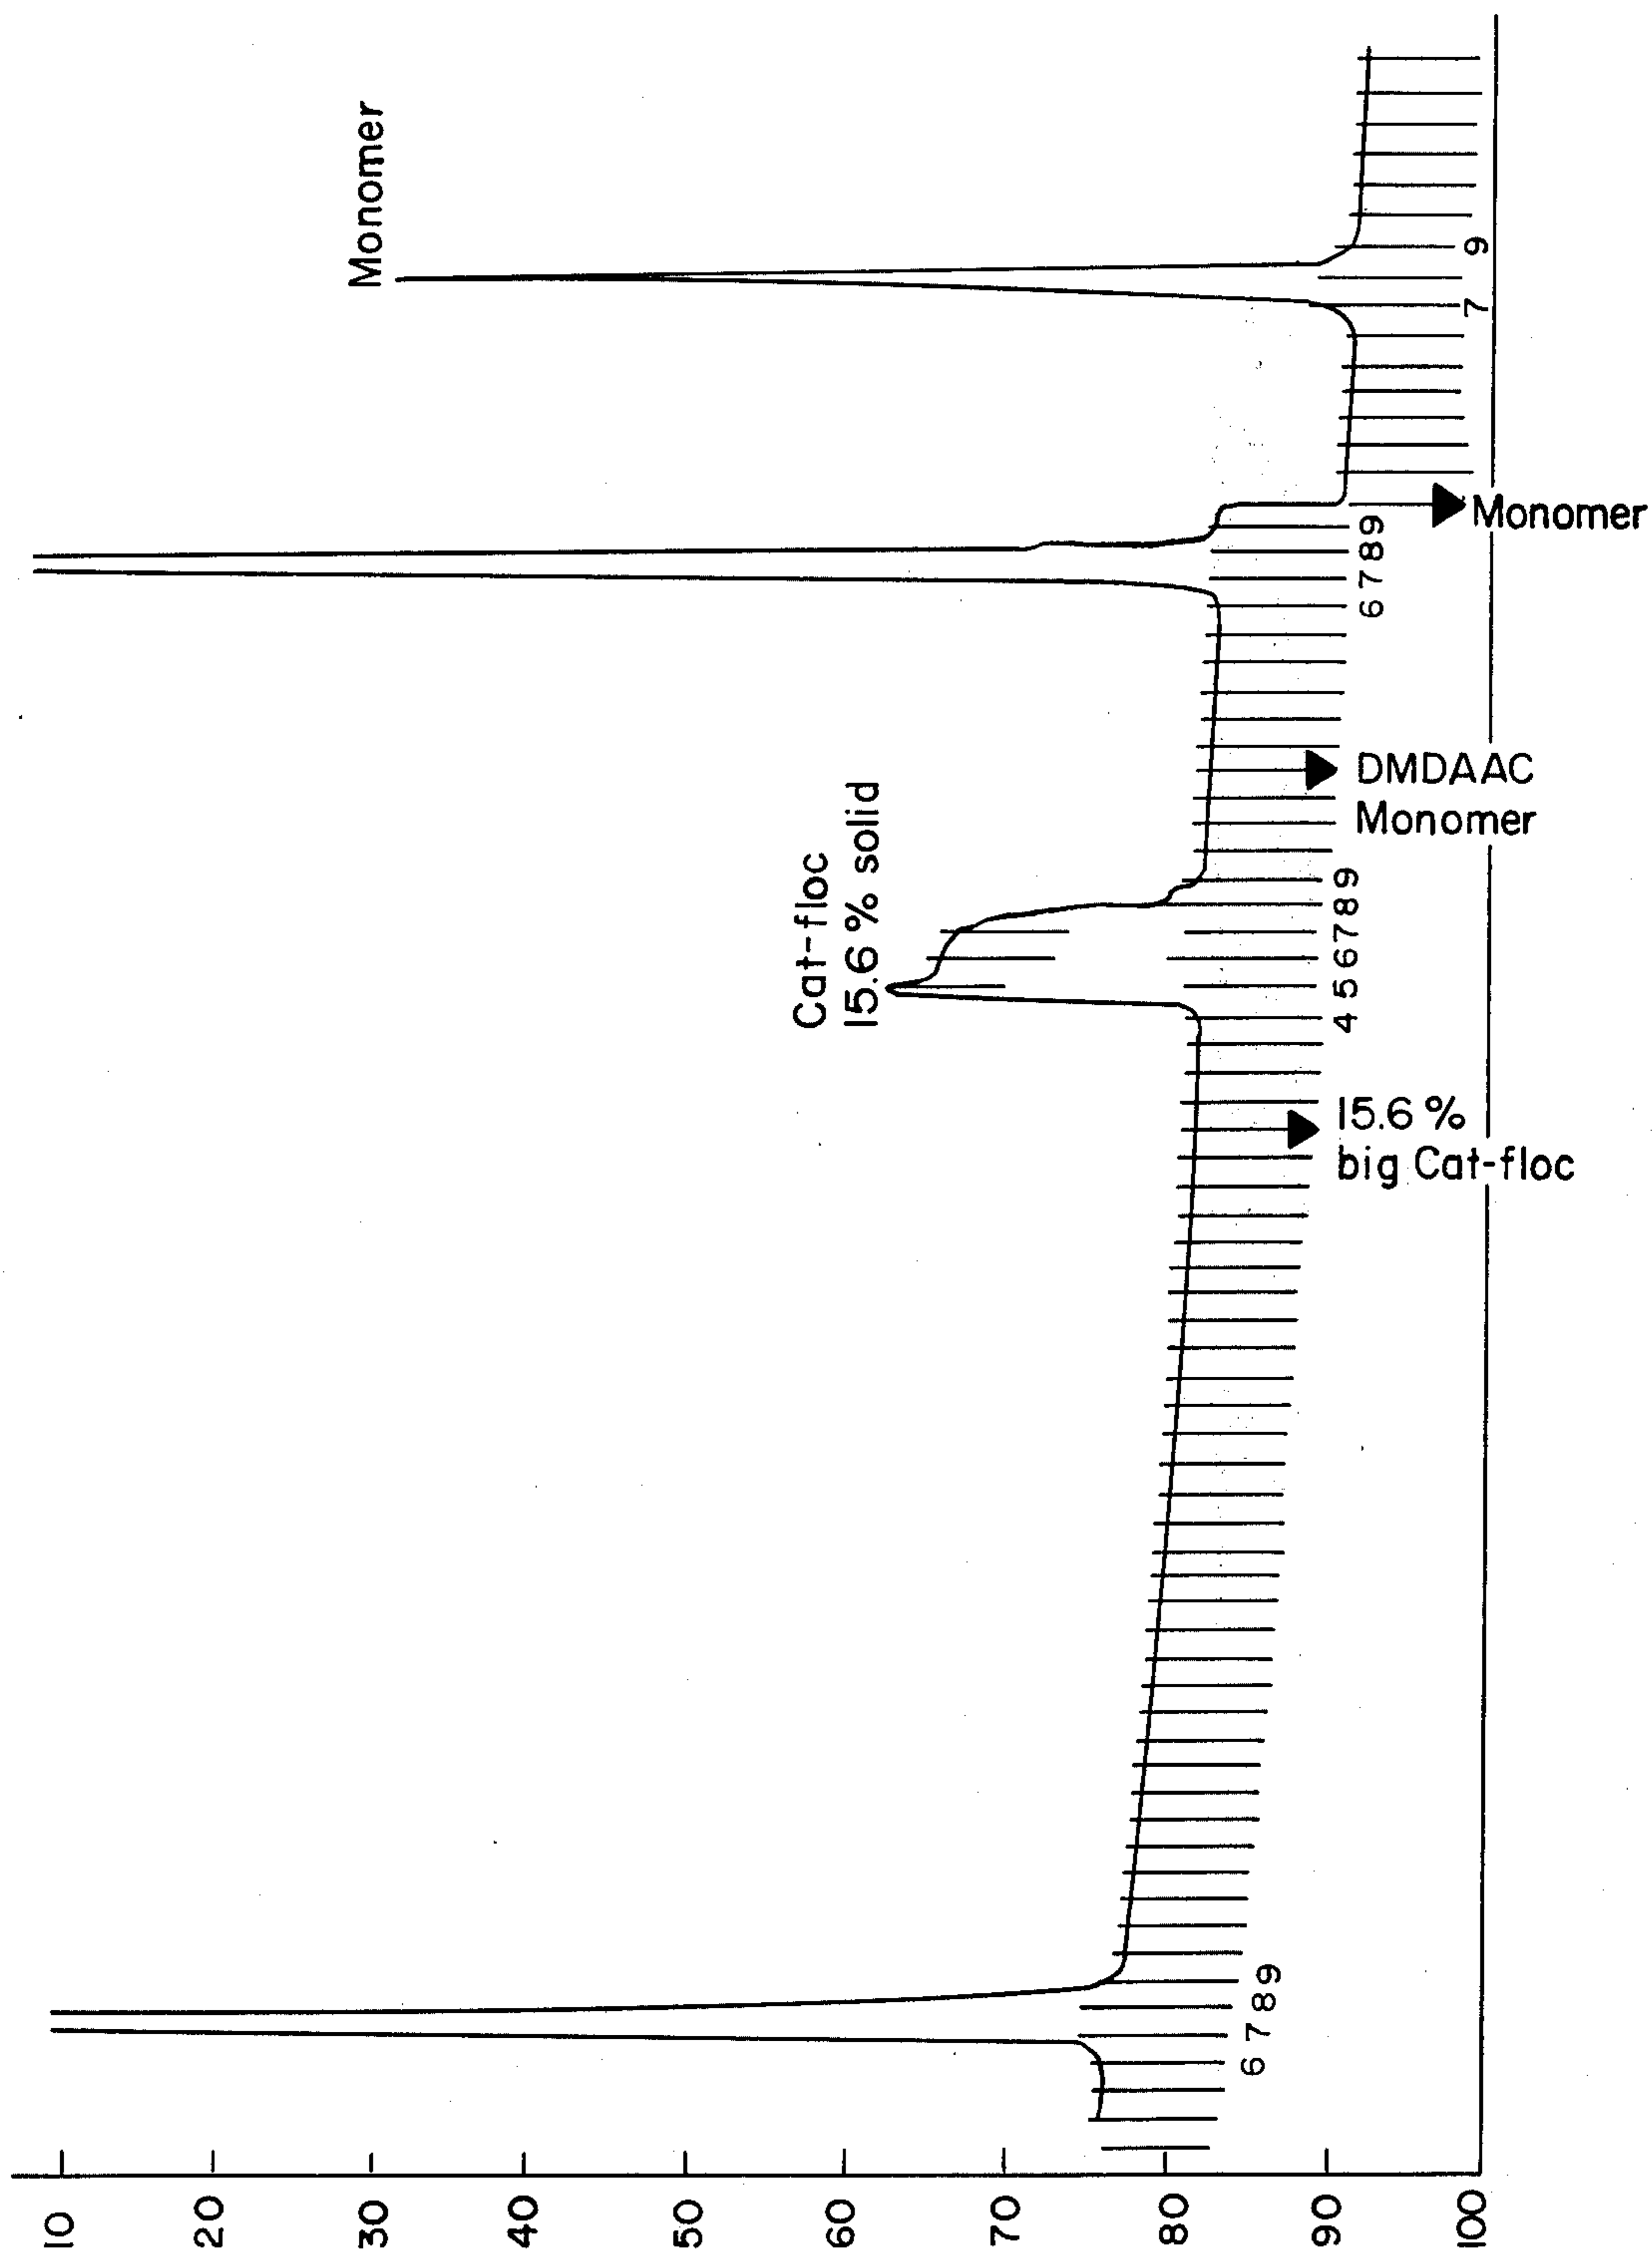 Monomer
9
7
Monomer
6 7 8 9
DMDAAC
Monomer
Cat-floc
15.6 % solid
4 5 6 7 8 9
15.6 %
big Cat-floc
6 7 8 9
10 20 30 40 50 60 70 80 90 100